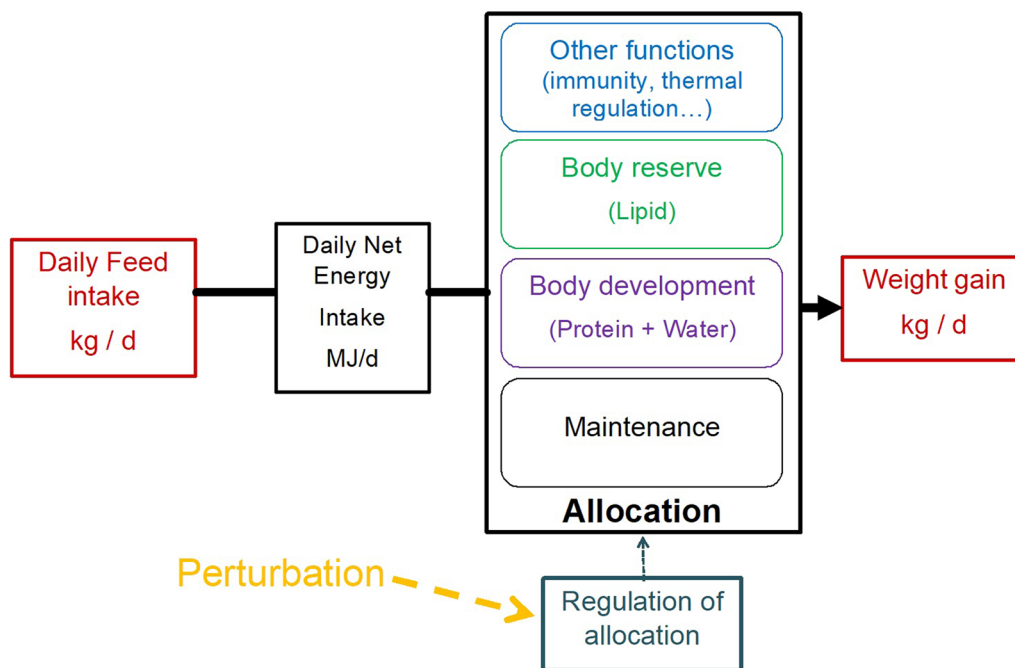 Daily Feed
intake
kg / d
Daily Net
Energy
Intake
MJ/d
Other functions
(immunity, thermal
regulation…)
Body reserve
(Lipid)
Body development
(Protein + Water)
Maintenance
Allocation
Weight gain
kg / d
Perturbation
Regulation of
allocation